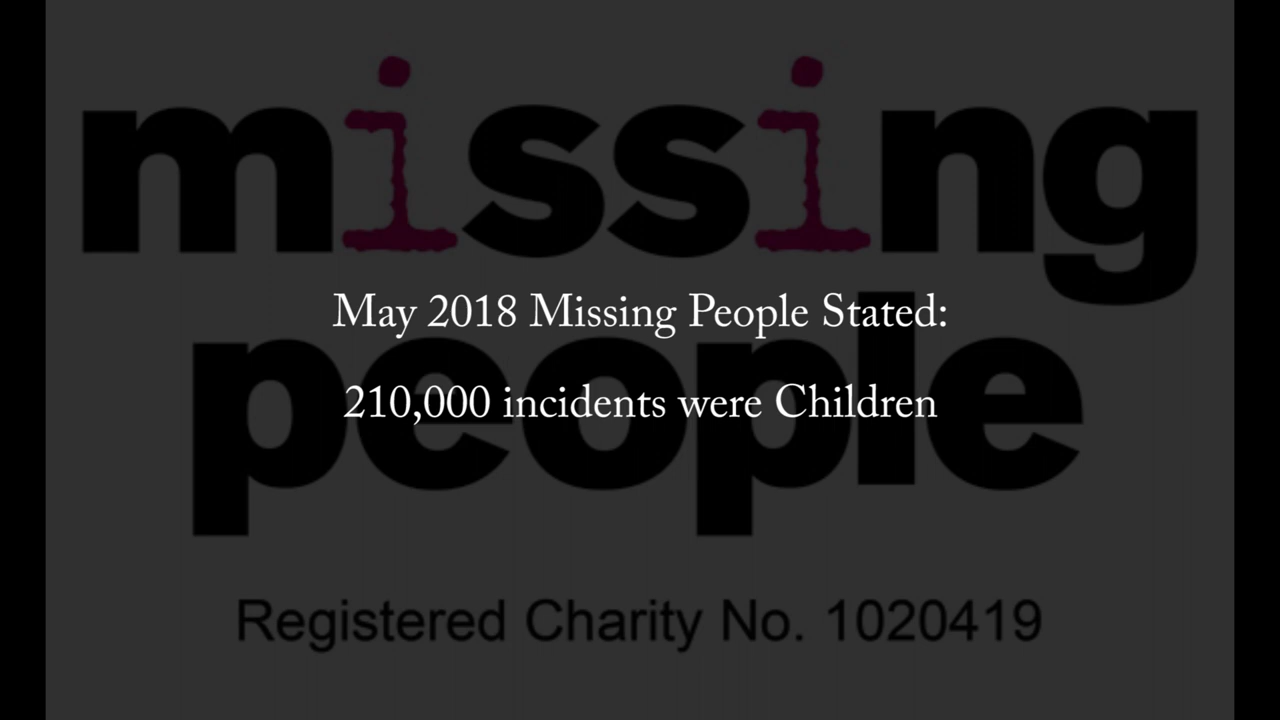 missing
May 2018 Missing People Stated:
people
210,000 incidents were Children
Registered Charity No. 1020419